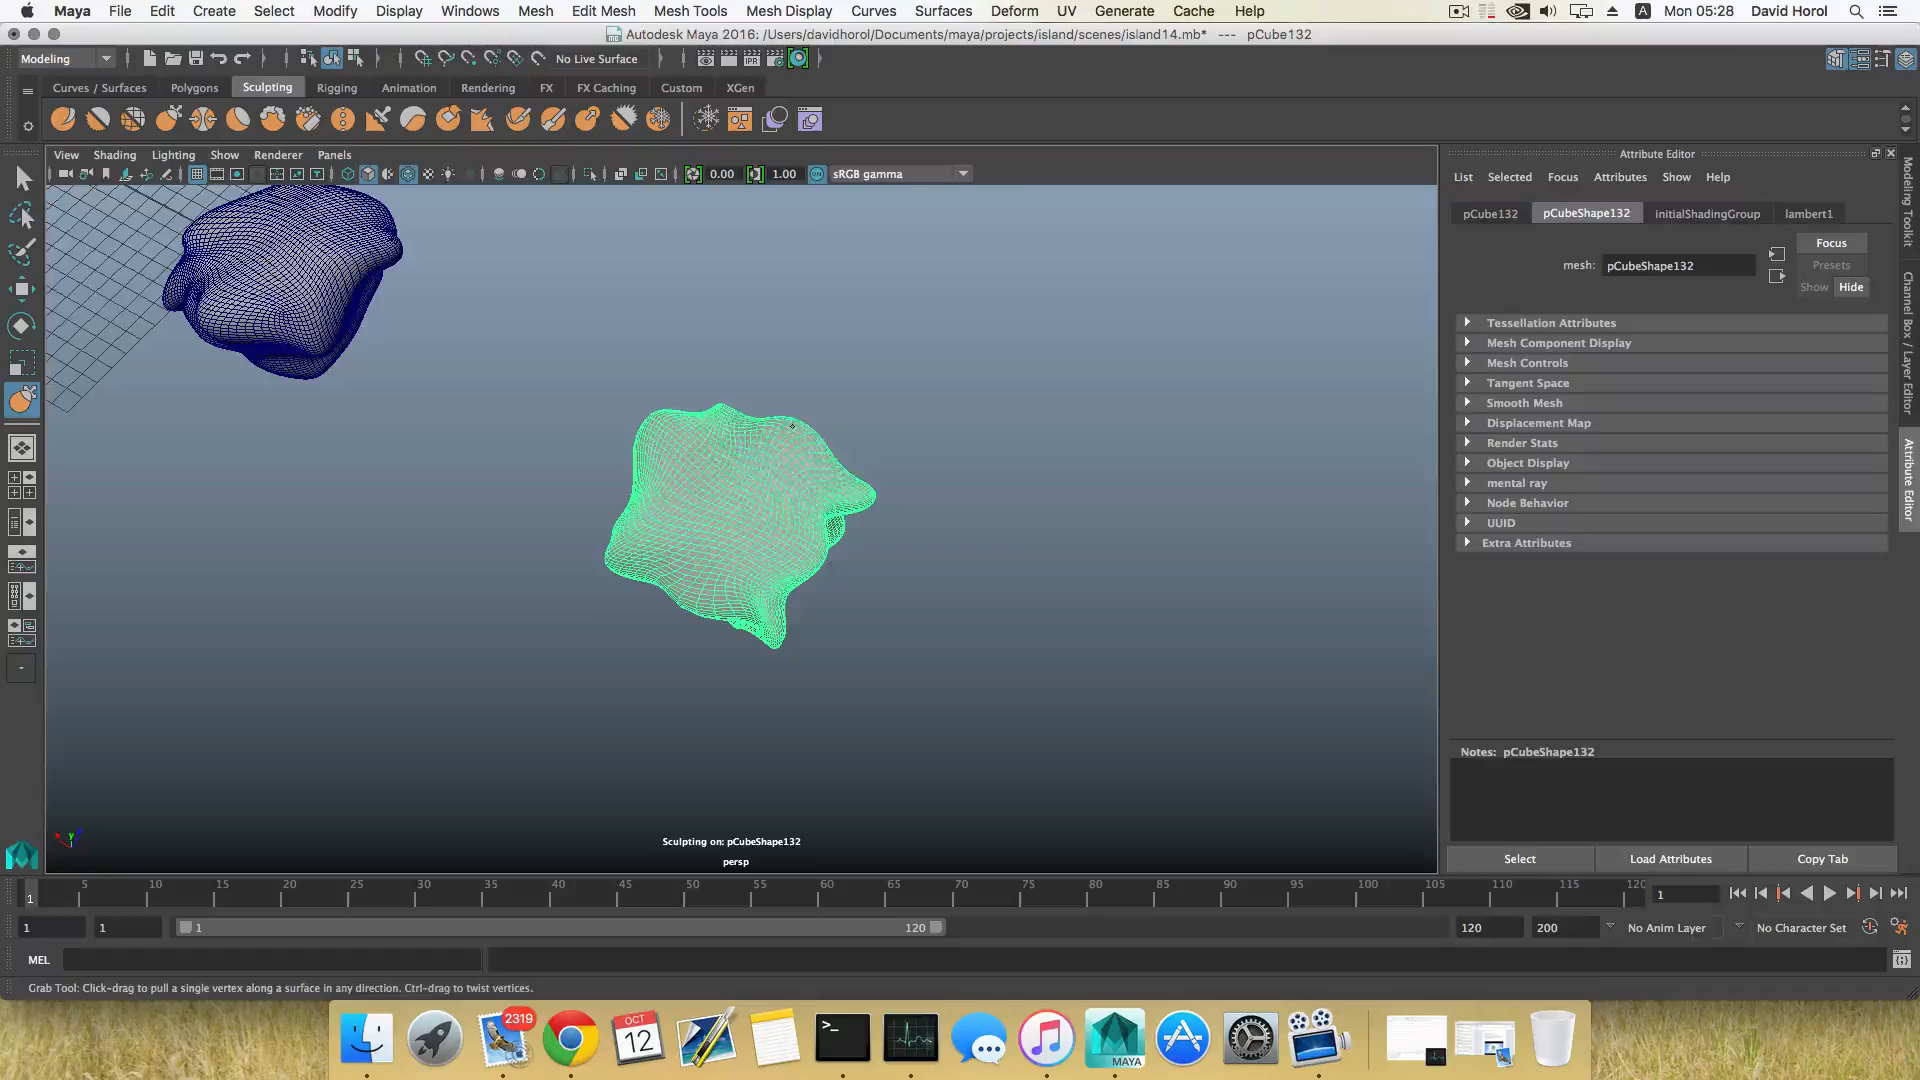 Maya File Edit Create Select Modify Display Windows Mesh Edit Mesh Mesh Tools Mesh Display Curves Surfaces Deform UV Generate Cache Help A Mon 05:28 David Horol
Autodesk Maya 2016: /Users/davidhorol/Documents/maya/projects/island/scenes/island14.mb* --- pCube132
Modeling No Live Surface IPR
Curves / Surfaces Polygons Sculpting Rigging Animation Rendering FX FX Caching Custom XGen
View Shading Lighting Show Renderer Panels
0.00 1.00 ON sRGB gamma
Attribute Editor
List Selected Focus Attributes Show Help
pCube132 pCubeShape132 initialShadingGroup lambert1
mesh: pCubeShape132
Focus
Presets
Show Hide
Tessellation Attributes
Mesh Component Display
Mesh Controls
Tangent Space
Smooth Mesh
Displacement Map
Render Stats
Object Display
mental ray
Node Behavior
UUID
Extra Attributes
Notes: pCubeShape132
Select Load Attributes Copy Tab
Modeling Toolkit
Channel Box / Layer Editor
Attribute Editor
Sculpting on: pCubeShape132
persp
x y
1 5 10 15 20 25 30 35 40 45 50 55 60 65 70 75 80 85 90 95 100 105 110 115 120 1
1 1 1 120 120 200 No Anim Layer No Character Set
MEL
Grab Tool: Click-drag to pull a single vertex along a surface in any direction. Ctrl-drag to twist vertices.
2319
OCT
12
MAYA